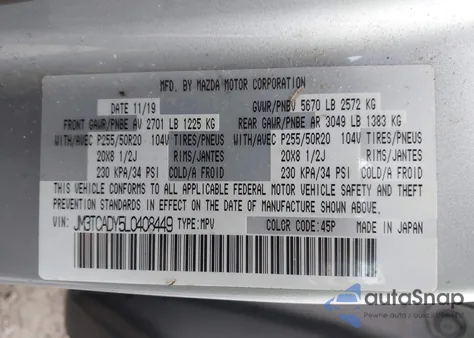 MFD. BY MAZDA MOTOR CORPORATION
DATE 11/19 GVWR/PNBV 5670 LB 2572 KG
FRONT GAWR/PNBE AV 2701 LB 1225 KG REAR GAWR/PNBE AR 3049 LB 1383 KG
WITH/AVEC P255/50R20 104V TIRES/PNEUS WITH/AVEC P255/50R20 104V TIRES/PNEUS
20X8 1/2J RIMS/JANTES 20X8 1/2J RIMS/JANTES
230 KPA/34 PSI COLD/A FROID 230 KPA/34 PSI COLD/A FROID
THIS VEHICLE CONFORMS TO ALL APPLICABLE FEDERAL MOTOR VEHICLE SAFETY AND THEFT
PREVENTION STANDARDS IN EFFECT ON THE DATE OF MANUFACTURE SHOWN ABOVE.
VIN: JM3TCADY5L0408449 TYPE:MPV COLOR CODE:45P MADE IN JAPAN
autoSnap
Pewne auto z ubezpieczalni